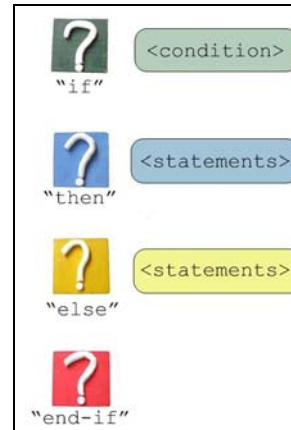 <condition>
"if"
<statements>
"then"
<statements>
"else"
"end-if"